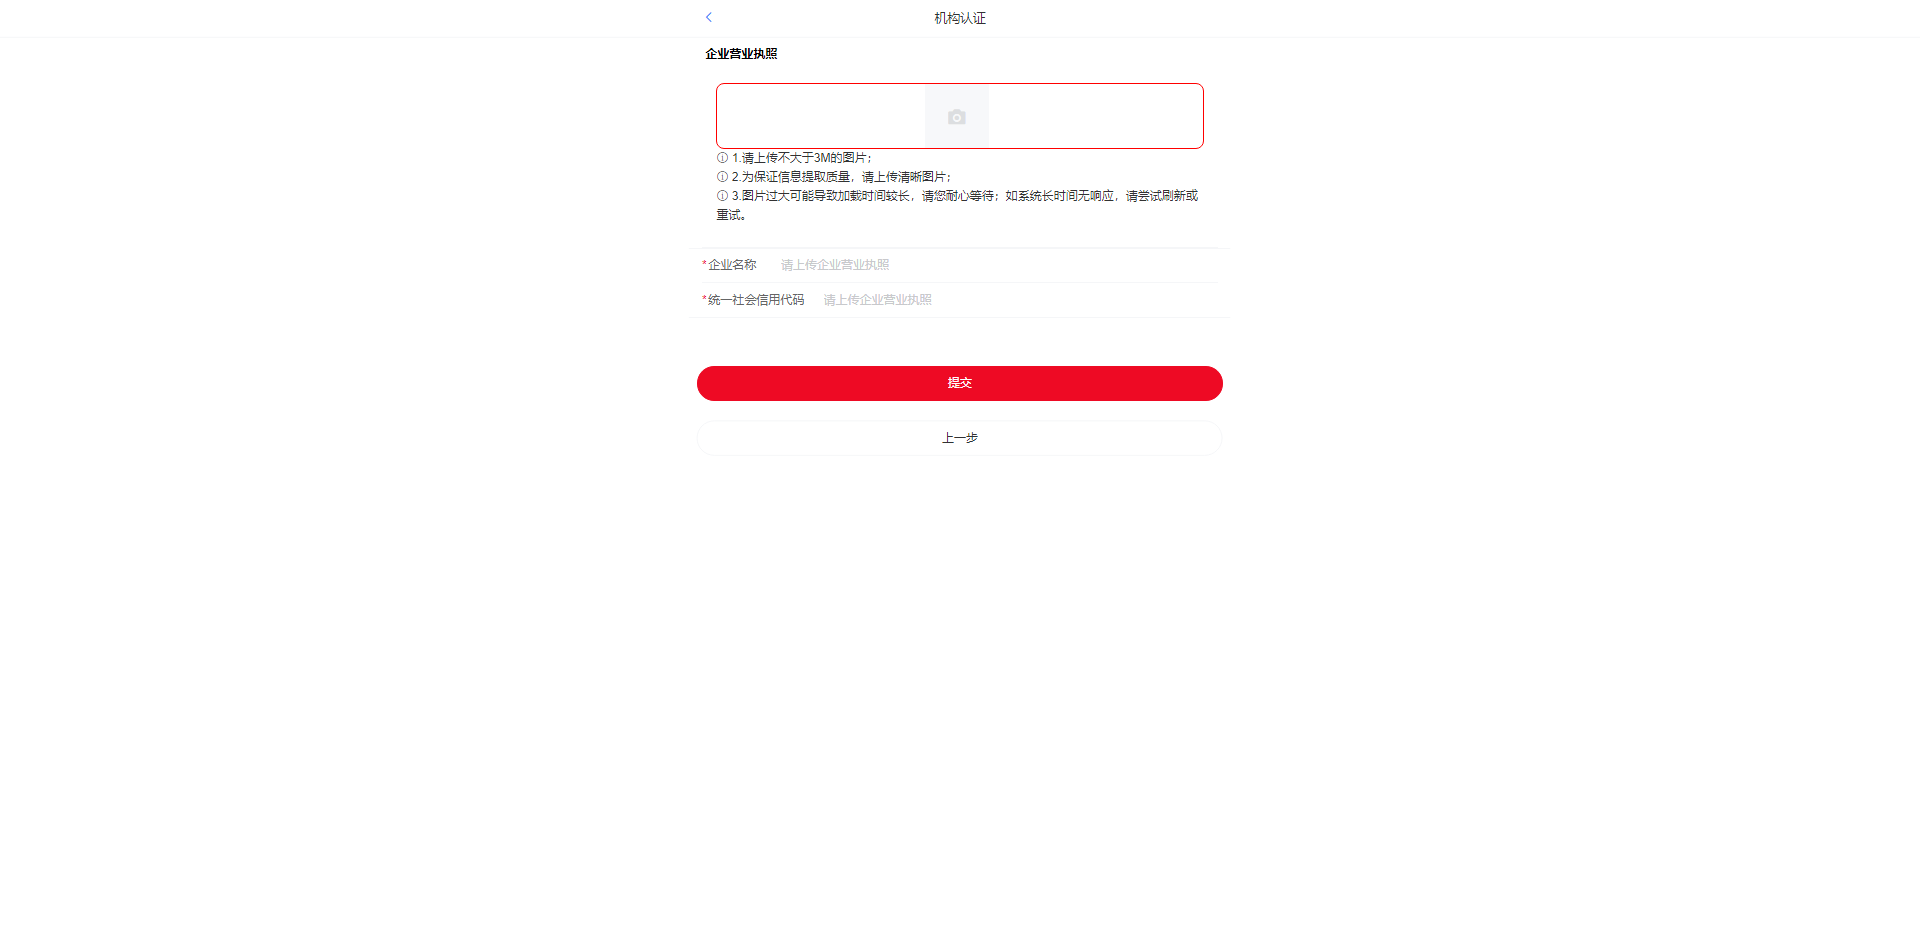 机构认证
企业营业执照
1.请上传不大于3M的图片；
2.为保证信息提取质量，请上传清晰图片；
3.图片过大可能导致加载时间较长，请您耐心等待；如系统长时间无响应，请尝试刷新或
重试。
*企业名称 请上传企业营业执照
*统一社会信用代码 请上传企业营业执照
提交
上一步